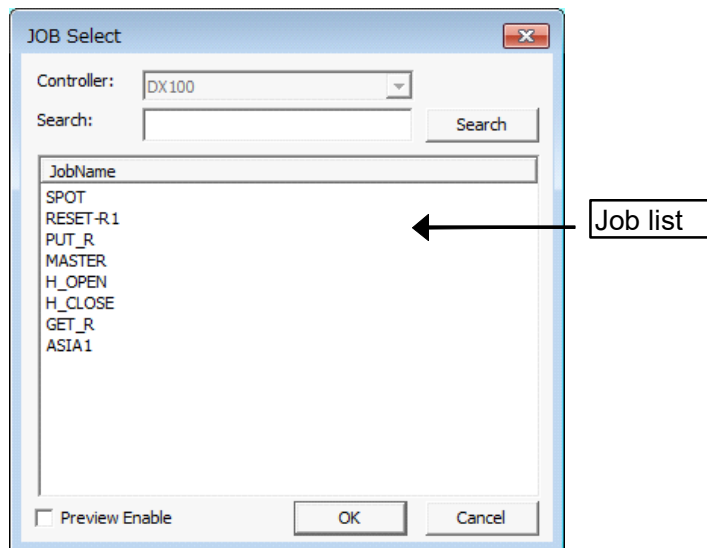 JOB Select
Controller: DX100
Search: Search
JobName
SPOT
RESET-R1
PUT_R
MASTER
H_OPEN
H_CLOSE
GET_R
ASIA1
Job list
Preview Enable OK Cancel